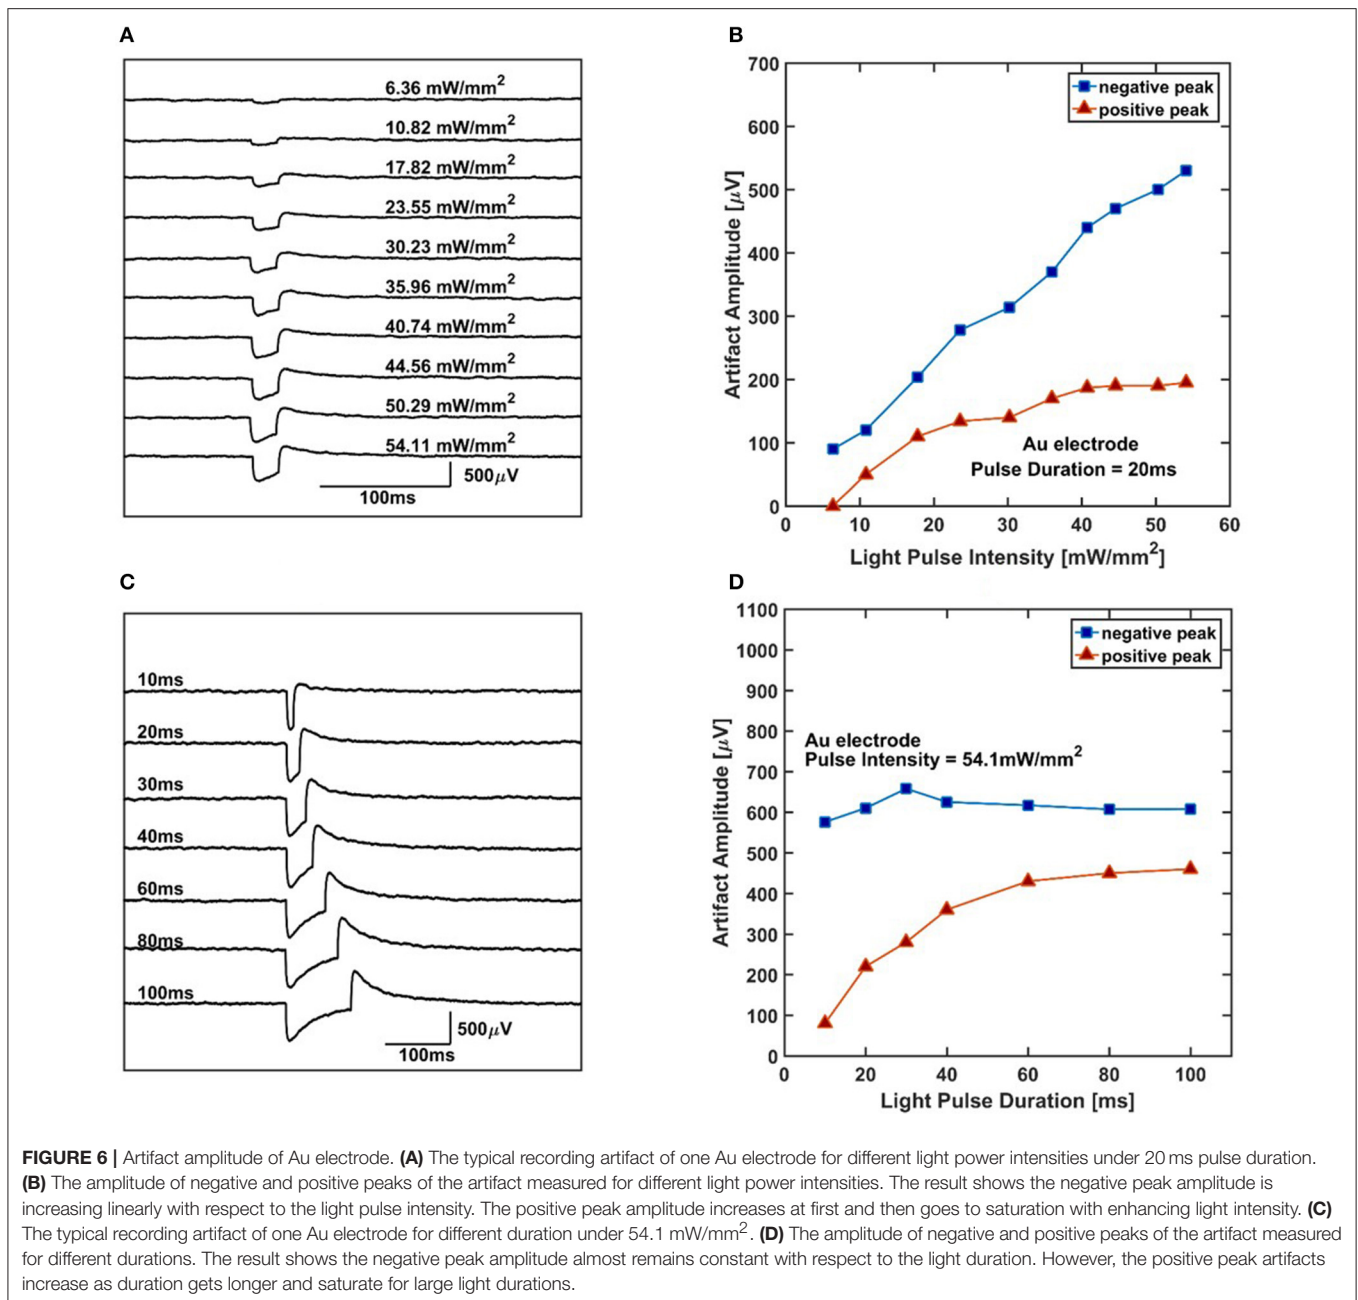 A
6.36 mW/mm²
10.82 mW/mm²
17.82 mW/mm²
23.55 mW/mm²
30.23 mW/mm²
35.96 mW/mm²
40.74 mW/mm²
44.56 mW/mm²
50.29 mW/mm²
54.11 mW/mm²
500μV
100ms
B
700
600
500
400
300
200
100
0
Artifact Amplitude [μV]
negative peak
positive peak
Au electrode
Pulse Duration = 20ms
0 10 20 30 40 50 60
Light Pulse Intensity [mW/mm²]
C
10ms
20ms
30ms
40ms
60ms
80ms
100ms
500μV
100ms
D
1100
1000
900
800
700
600
500
400
300
200
100
0
Artifact Amplitude [μV]
negative peak
positive peak
Au electrode
Pulse Intensity = 54.1mW/mm²
0 20 40 60 80 100
Light Pulse Duration [ms]
FIGURE 6 | Artifact amplitude of Au electrode. (A) The typical recording artifact of one Au electrode for different light power intensities under 20 ms pulse duration.
(B) The amplitude of negative and positive peaks of the artifact measured for different light power intensities. The result shows the negative peak amplitude is
increasing linearly with respect to the light pulse intensity. The positive peak amplitude increases at first and then goes to saturation with enhancing light intensity. (C)
The typical recording artifact of one Au electrode for different duration under 54.1 mW/mm². (D) The amplitude of negative and positive peaks of the artifact measured
for different durations. The result shows the negative peak amplitude almost remains constant with respect to the light duration. However, the positive peak artifacts
increase as duration gets longer and saturate for large light durations.